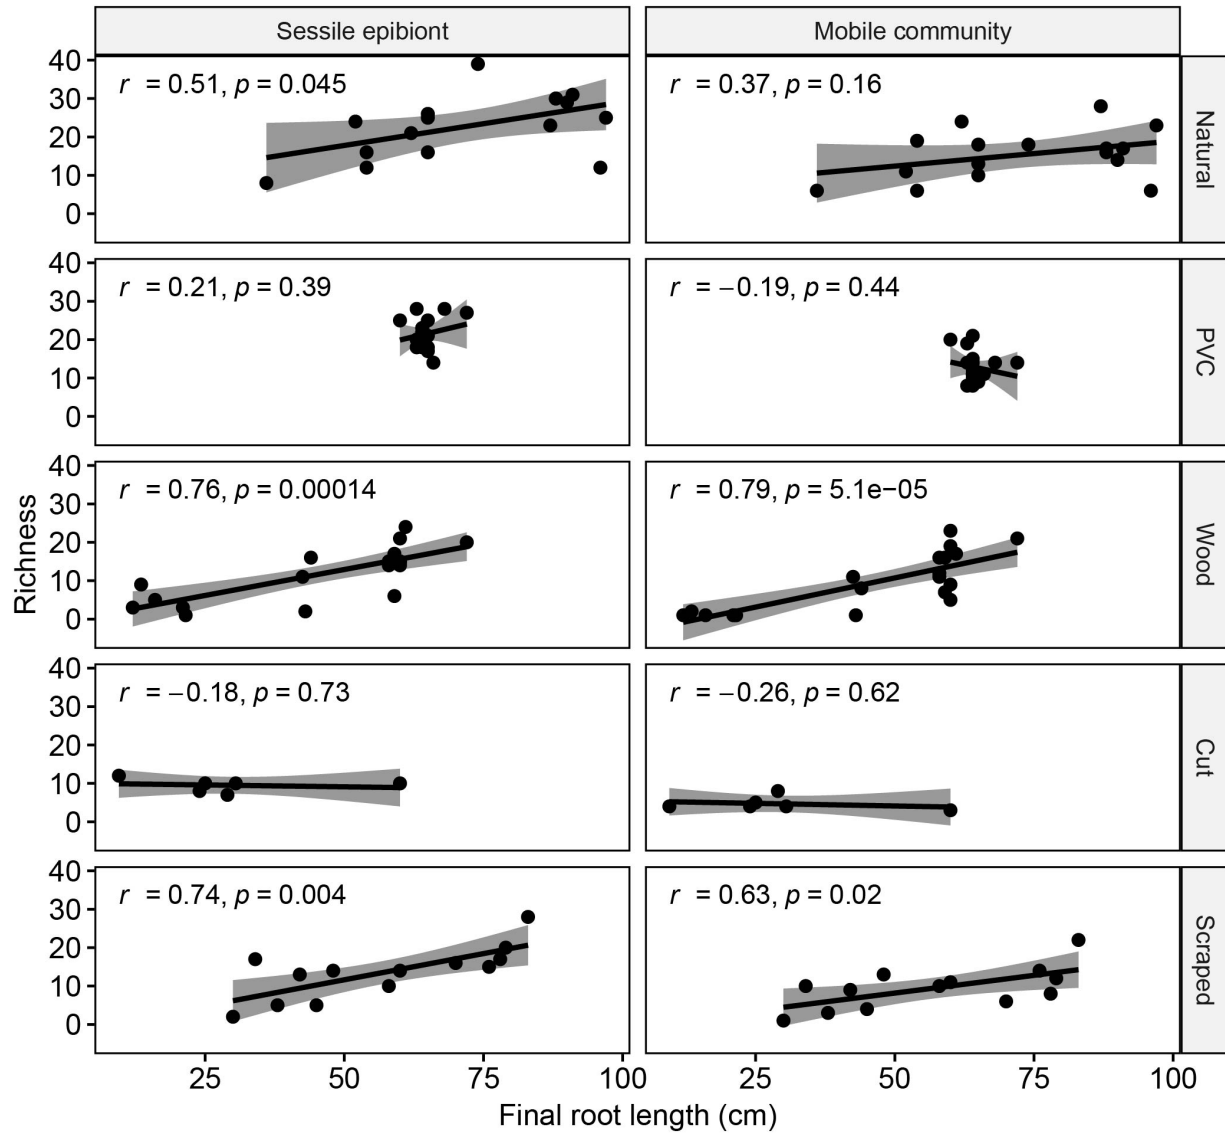 Sessile epibiont
Mobile community
40
30
20
10
0
r = 0.51, p = 0.045
r = 0.37, p = 0.16
Natural
40
30
20
10
0
r = 0.21, p = 0.39
r = −0.19, p = 0.44
PVC
40
30
20
10
0
r = 0.76, p = 0.00014
r = 0.79, p = 5.1e−05
Wood
Richness
40
30
20
10
0
r = −0.18, p = 0.73
r = −0.26, p = 0.62
Cut
40
30
20
10
0
r = 0.74, p = 0.004
r = 0.63, p = 0.02
Scraped
25 50 75 100
25 50 75 100
Final root length (cm)